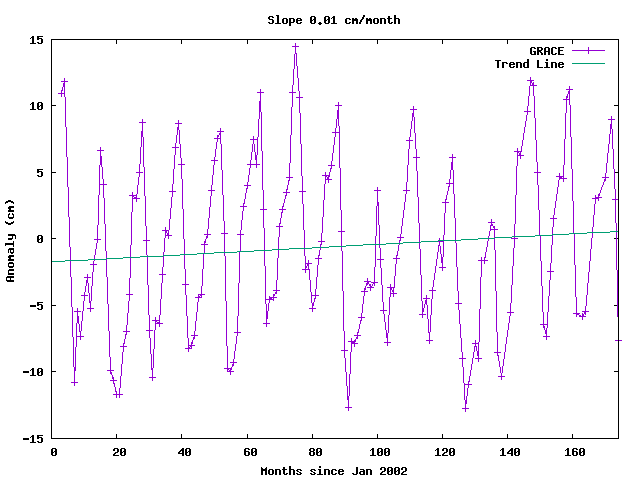 Slope 0.01 cm/month
GRACE
Trend Line
15
10
5
0
-5
-10
-15
Anomaly (cm)
0 20 40 60 80 100 120 140 160
Months since Jan 2002